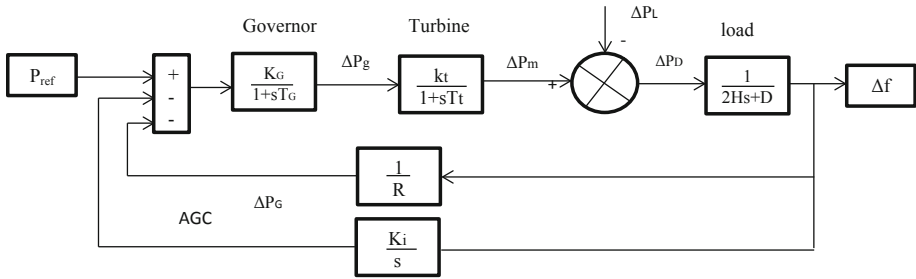 Governor
Turbine
ΔPL
load
Pref
+
-
-
KG
1+sTG
ΔPg
kt
1+sTt
ΔPm
+
-
ΔPD
1
2Hs+D
Δf
1
R
ΔPG
AGC
Ki
s